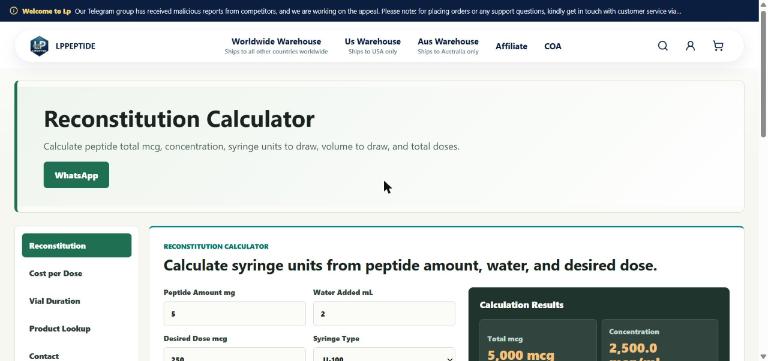 Welcome to Lp Our Telegram group has received malicious reports from competitors, and we are working on the appeal. Please note: for placing orders or any support questions, kindly get in touch with customer service via...
LPPEPTIDE
Worldwide Warehouse
Ships to all other countries worldwide
Us Warehouse
Ships to USA only
Aus Warehouse
Ships to Australia only
Affiliate
COA
Reconstitution Calculator
Calculate peptide total mcg, concentration, syringe units to draw, volume to draw, and total doses.
WhatsApp
Reconstitution
Cost per Dose
Vial Duration
Product Lookup
Contact
RECONSTITUTION CALCULATOR
Calculate syringe units from peptide amount, water, and desired dose.
Peptide Amount mg
Water Added mL
5
2
Desired Dose mcg
Syringe Type
250
U-100
Calculation Results
Total mcg
5,000 mcg
Concentration
2,500.0
mcg/mL